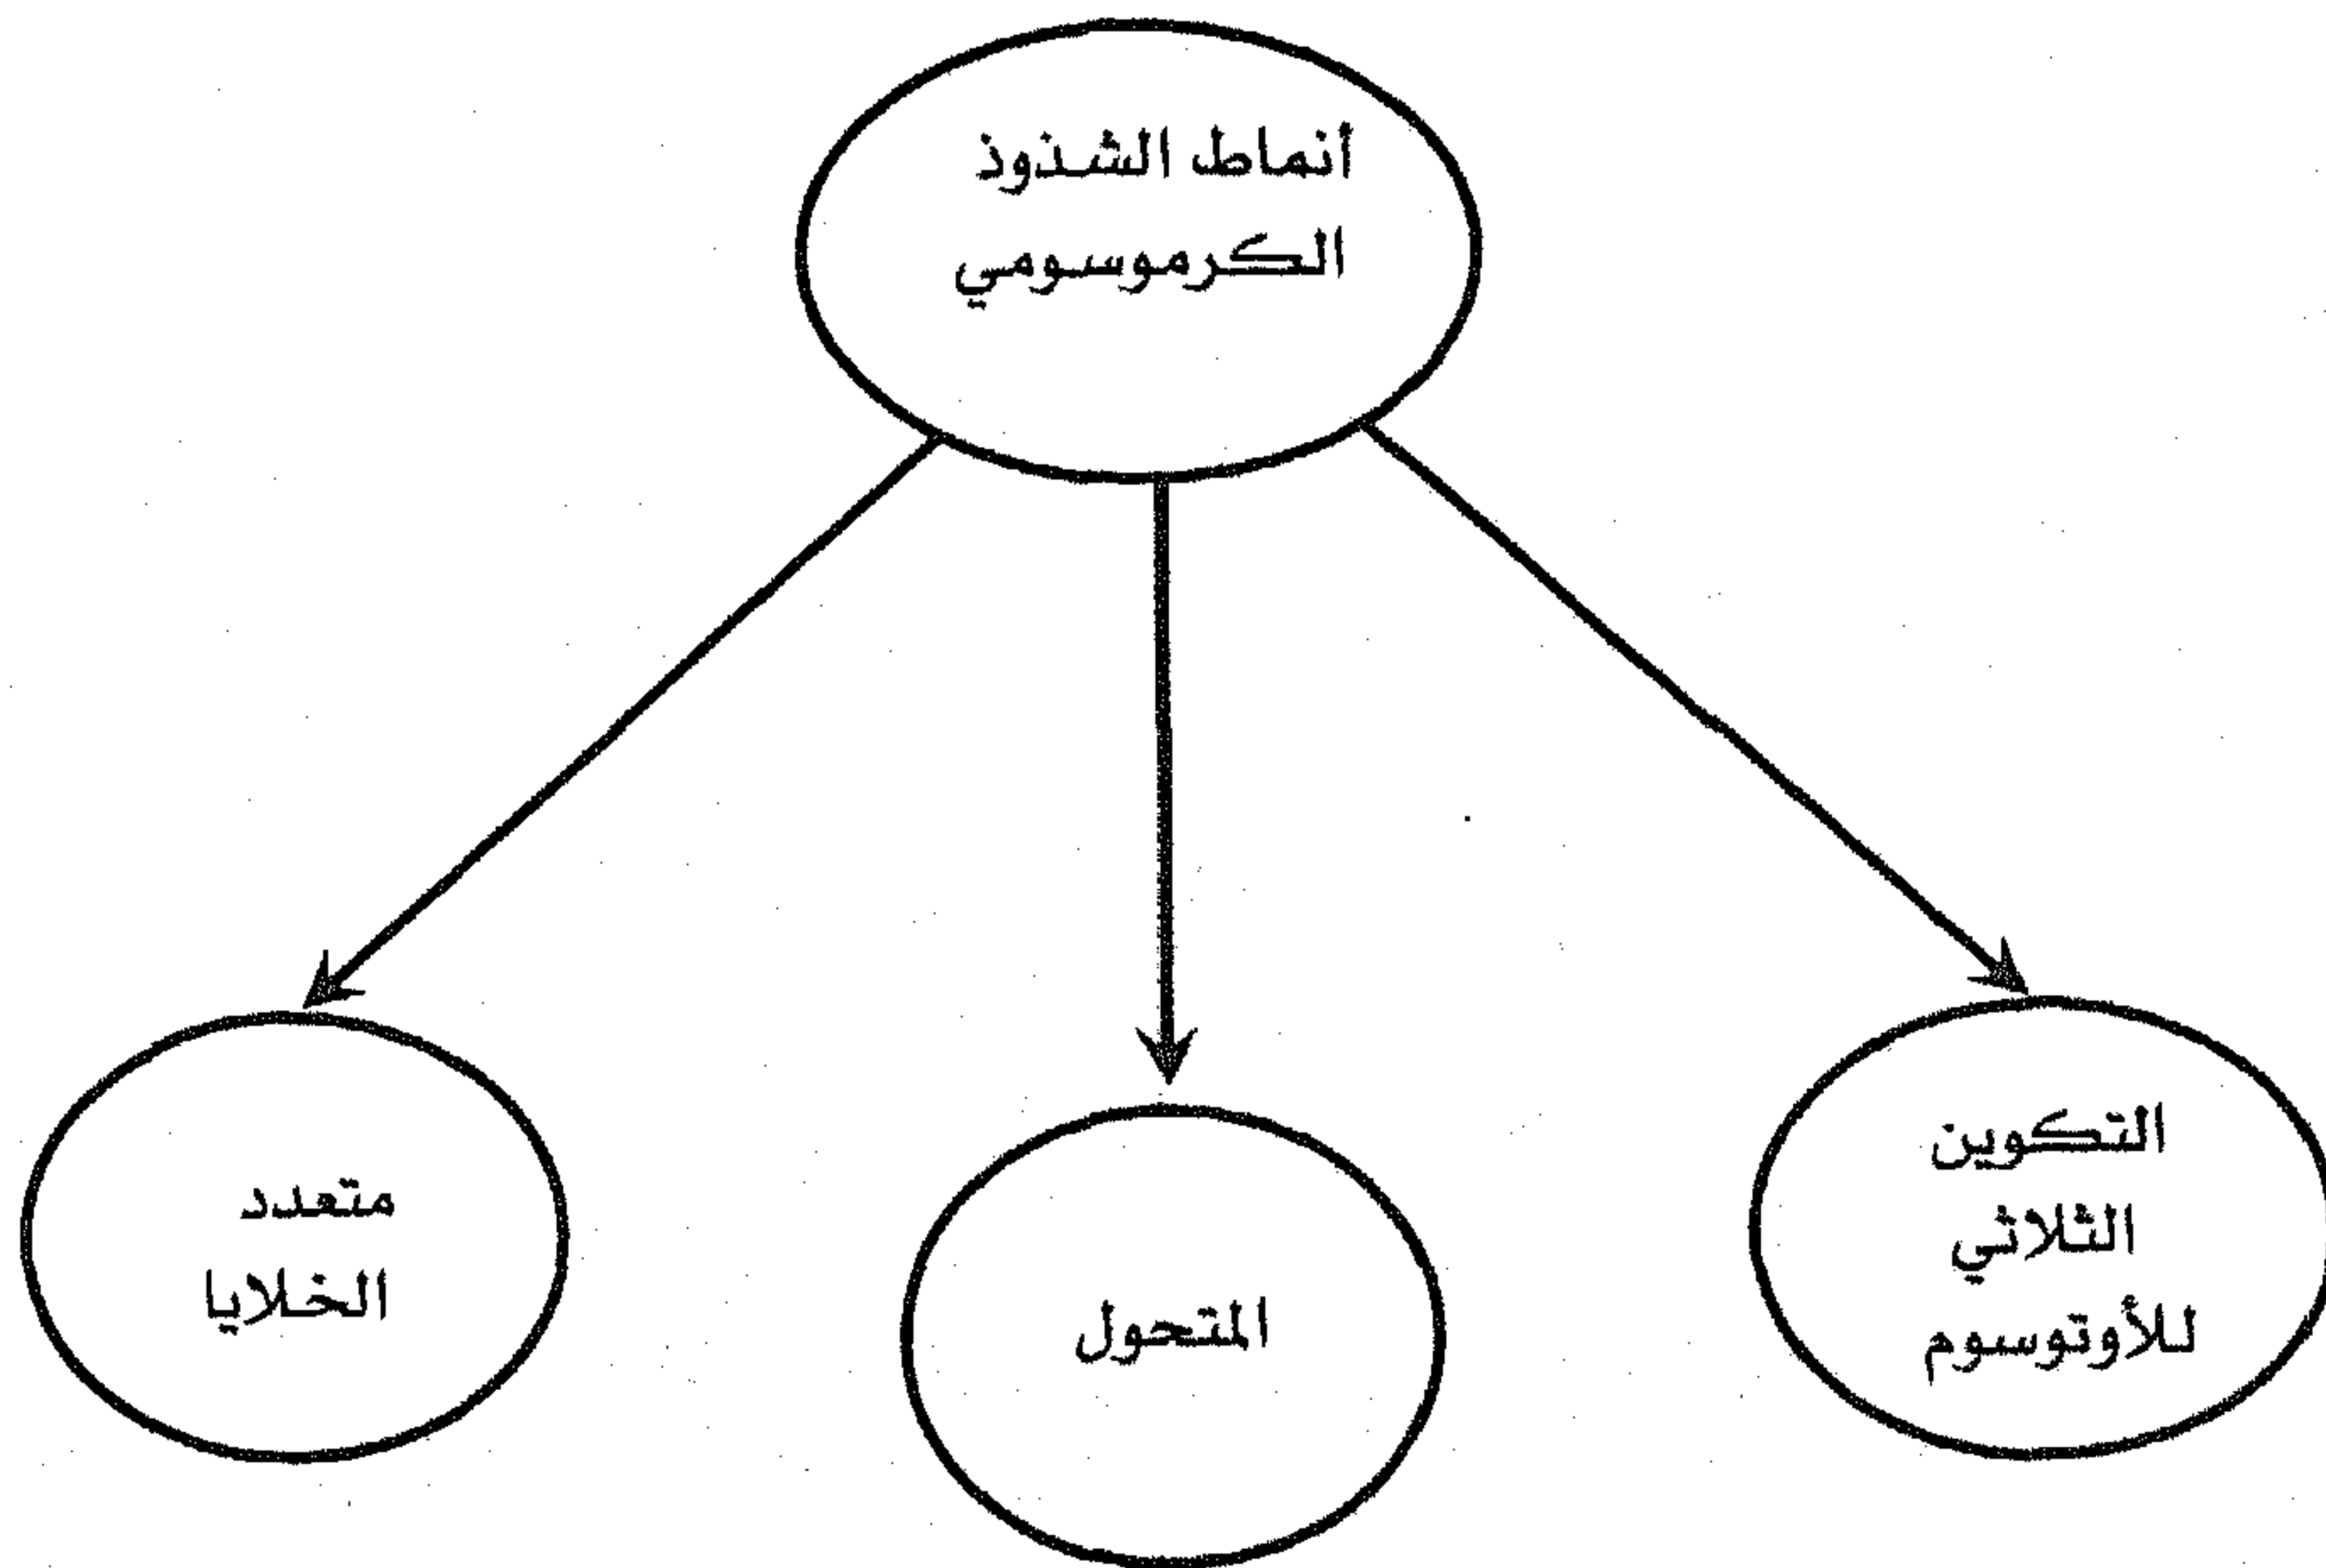 أنماط الشذوذ
الكرموسومي
التكوين
الثلاثي
للأوتوسوم
المتحول
متعدد
الخلايا